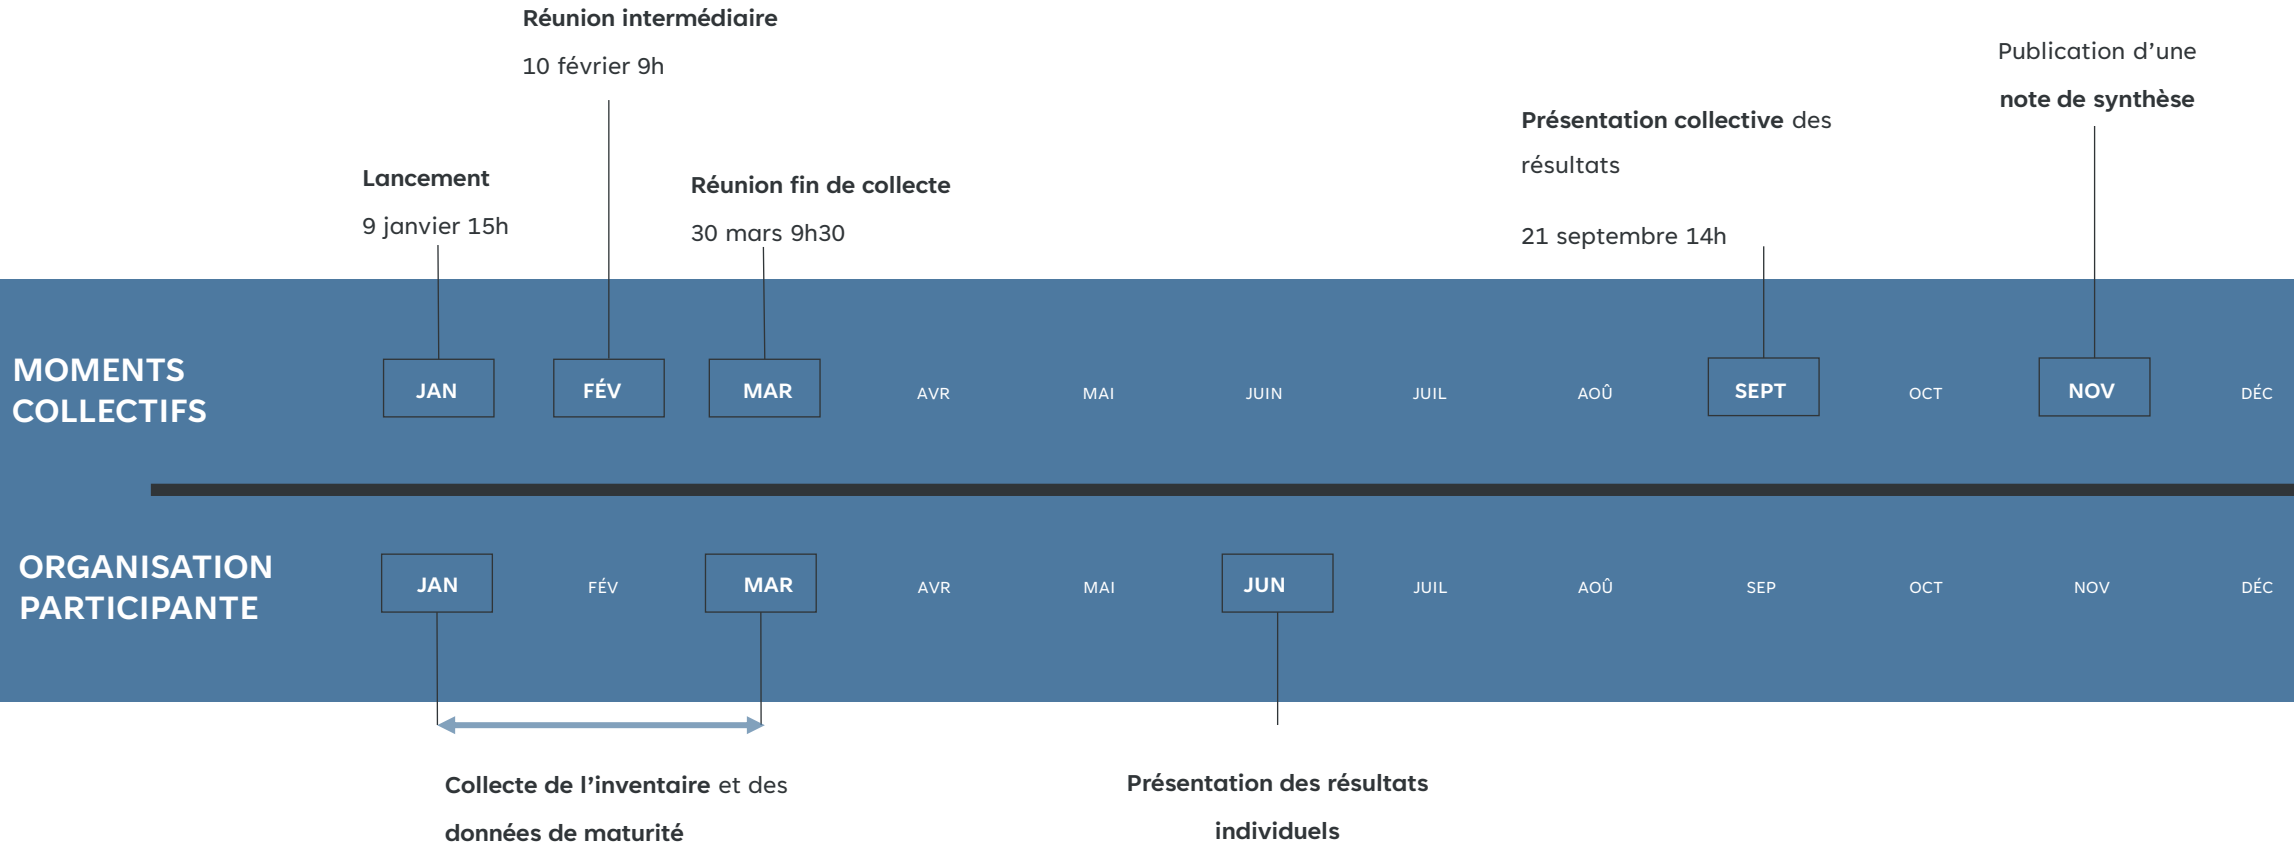 Réunion intermédiaire
10 février 9h
Publication d’une
note de synthèse
Présentation collective des
résultats
21 septembre 14h
Lancement
9 janvier 15h
Réunion fin de collecte
30 mars 9h30
MOMENTS
COLLECTIFS
JAN FÉV MAR AVR MAI JUIN JUIL AOÛ SEPT OCT NOV DÉC
ORGANISATION
PARTICIPANTE
JAN FÉV MAR AVR MAI JUN JUIL AOÛ SEP OCT NOV DÉC
Collecte de l’inventaire et des
données de maturité
Présentation des résultats
individuels